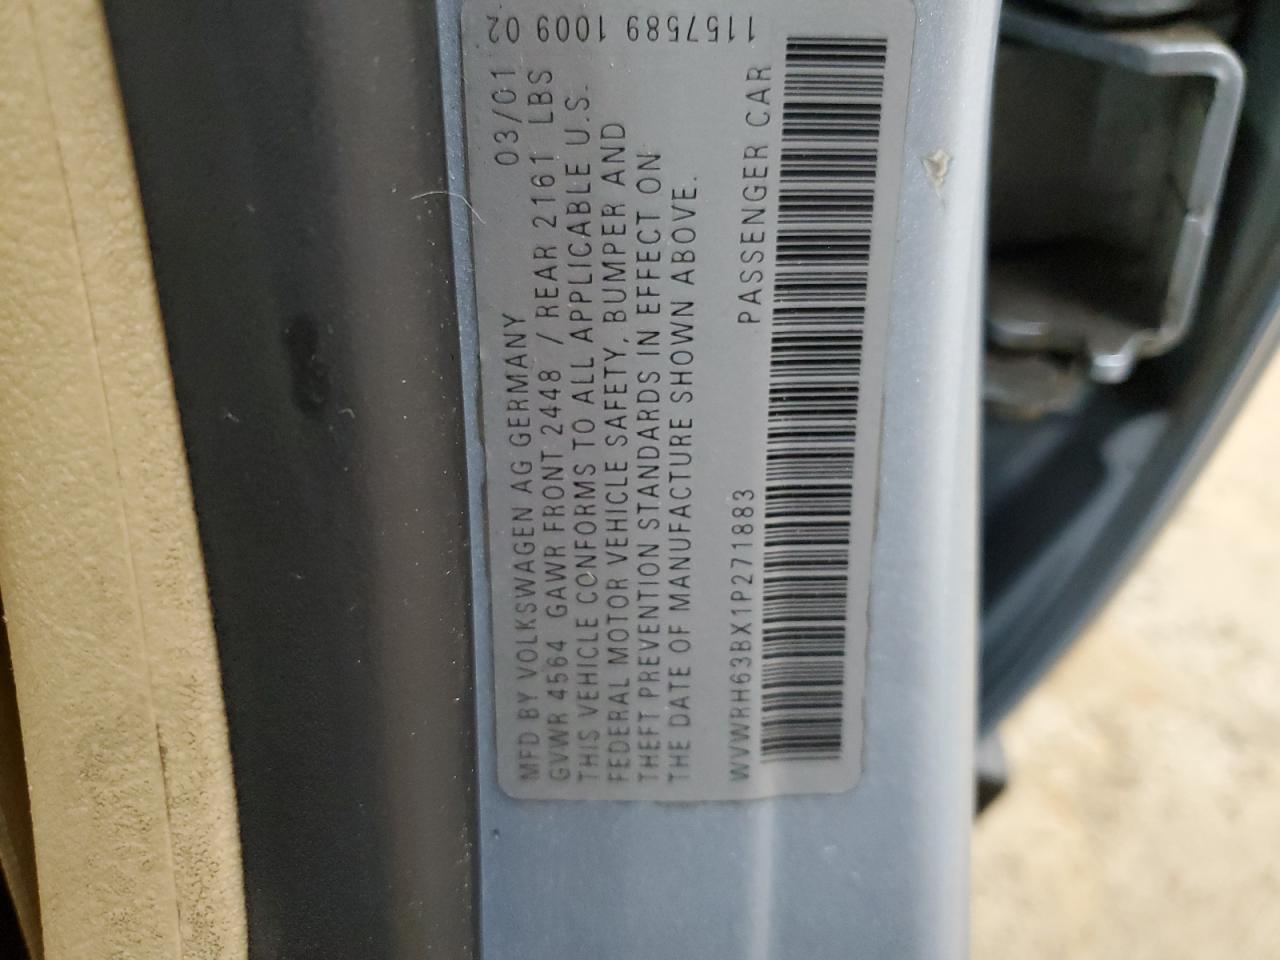 MFD BY VOLKSWAGEN AG GERMANY 03/01
GVWR 4564 GAWR FRONT 2448 / REAR 2161 LBS
THIS VEHICLE CONFORMS TO ALL APPLICABLE U.S.
FEDERAL MOTOR VEHICLE SAFETY, BUMPER AND
THEFT PREVENTION STANDARDS IN EFFECT ON
THE DATE OF MANUFACTURE SHOWN ABOVE.
WVWRH63BX1P271883 PASSENGER CAR
1157589 1009 02